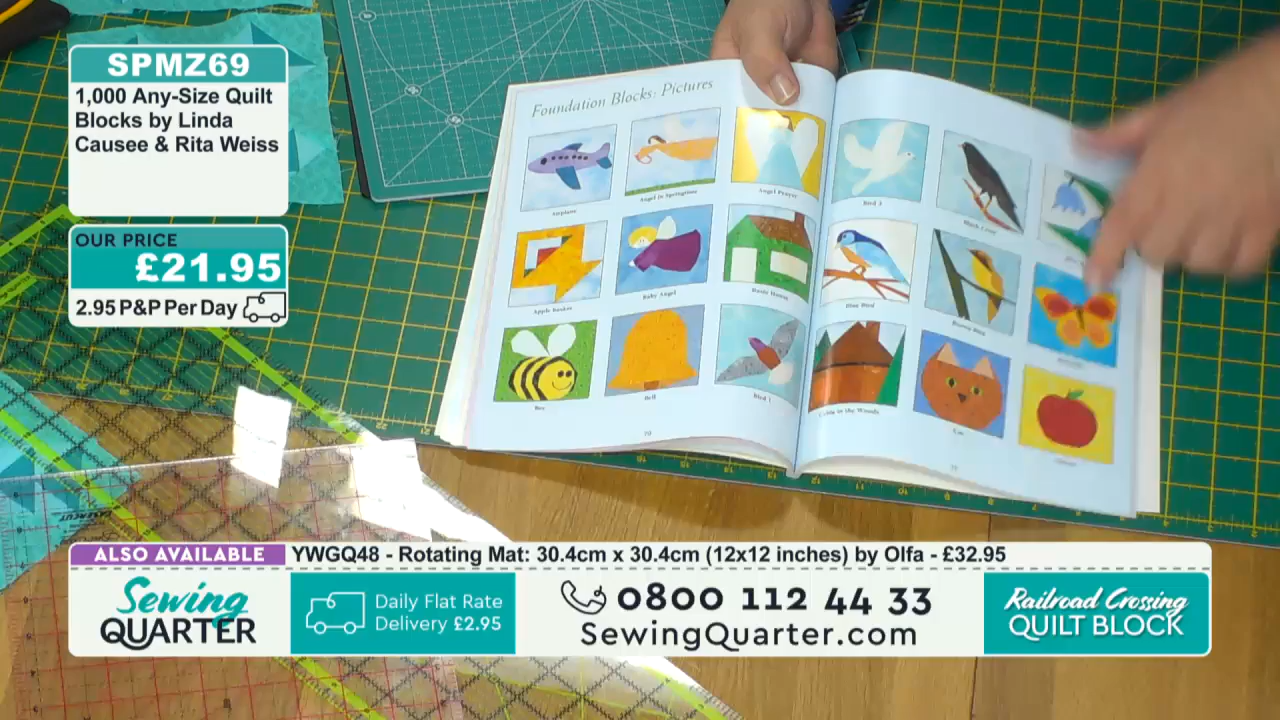 SPMZ69
1,000 Any-Size Quilt
Blocks by Linda
Causee & Rita Weiss
OUR PRICE
£21.95
2.95 P&P Per Day
Foundation Blocks: Pictures
Airplane
Angel in Springtime
Angel Prayer
Bird 2
Black Crow
Apple Basket
Baby Angel
Blue Bird
Bee
Bell
Bird 1
Cabin in the Woods
Cat
ALSO AVAILABLE
YWGQ48 - Rotating Mat: 30.4cm x 30.4cm (12x12 inches) by Olfa - £32.95
Sewing
QUARTER
Daily Flat Rate
Delivery £2.95
0800 112 44 33
SewingQuarter.com
Railroad Crossing
QUILT BLOCK